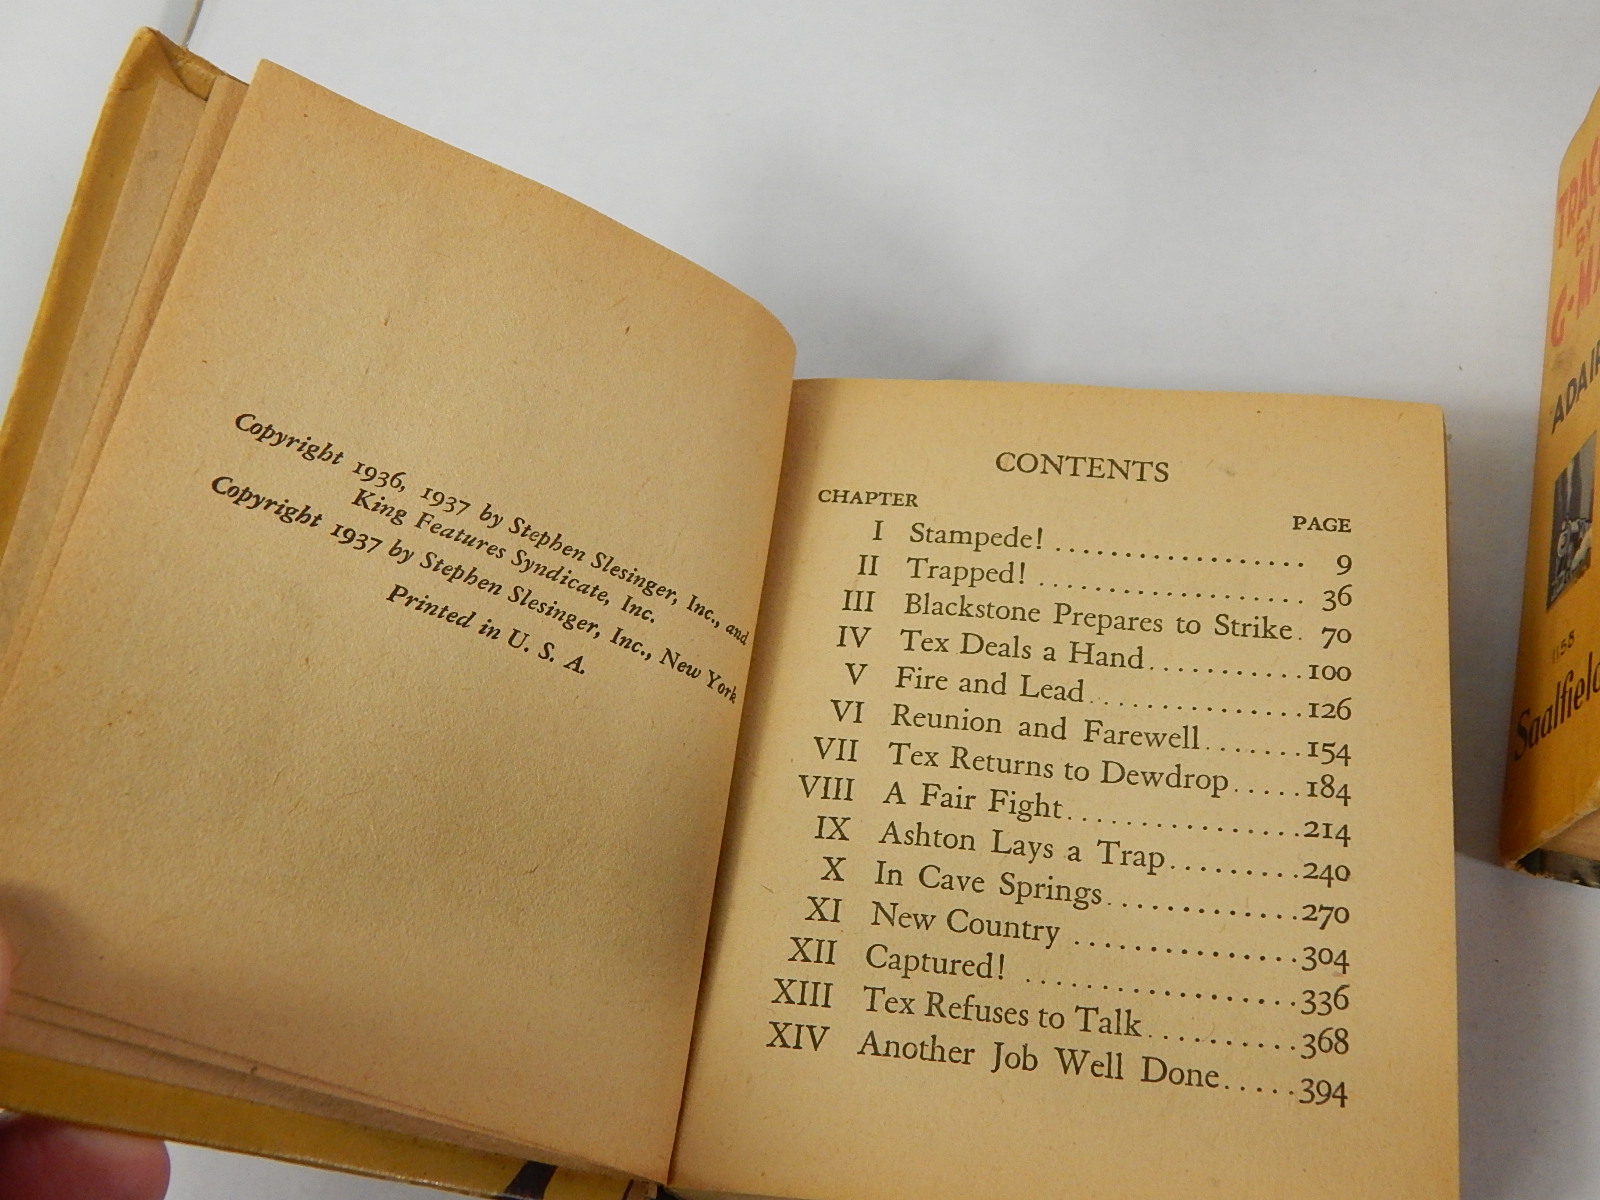 Copyright 1936, 1937 by Stephen Slesinger, Inc., and
King Features Syndicate, Inc.
Copyright 1937 by Stephen Slesinger, Inc., New York
Printed in U. S. A.
CONTENTS
CHAPTER PAGE
I Stampede! .................... 9
II Trapped! .................... 36
III Blackstone Prepares to Strike. 70
IV Tex Deals a Hand..........100
V Fire and Lead................126
VI Reunion and Farewell.......154
VII Tex Returns to Dewdrop.....184
VIII A Fair Fight.................214
IX Ashton Lays a Trap.........240
X In Cave Springs.............270
XI New Country ...............304
XII Captured! ..................336
XIII Tex Refuses to Talk..........368
XIV Another Job Well Done.....394
BY
1158